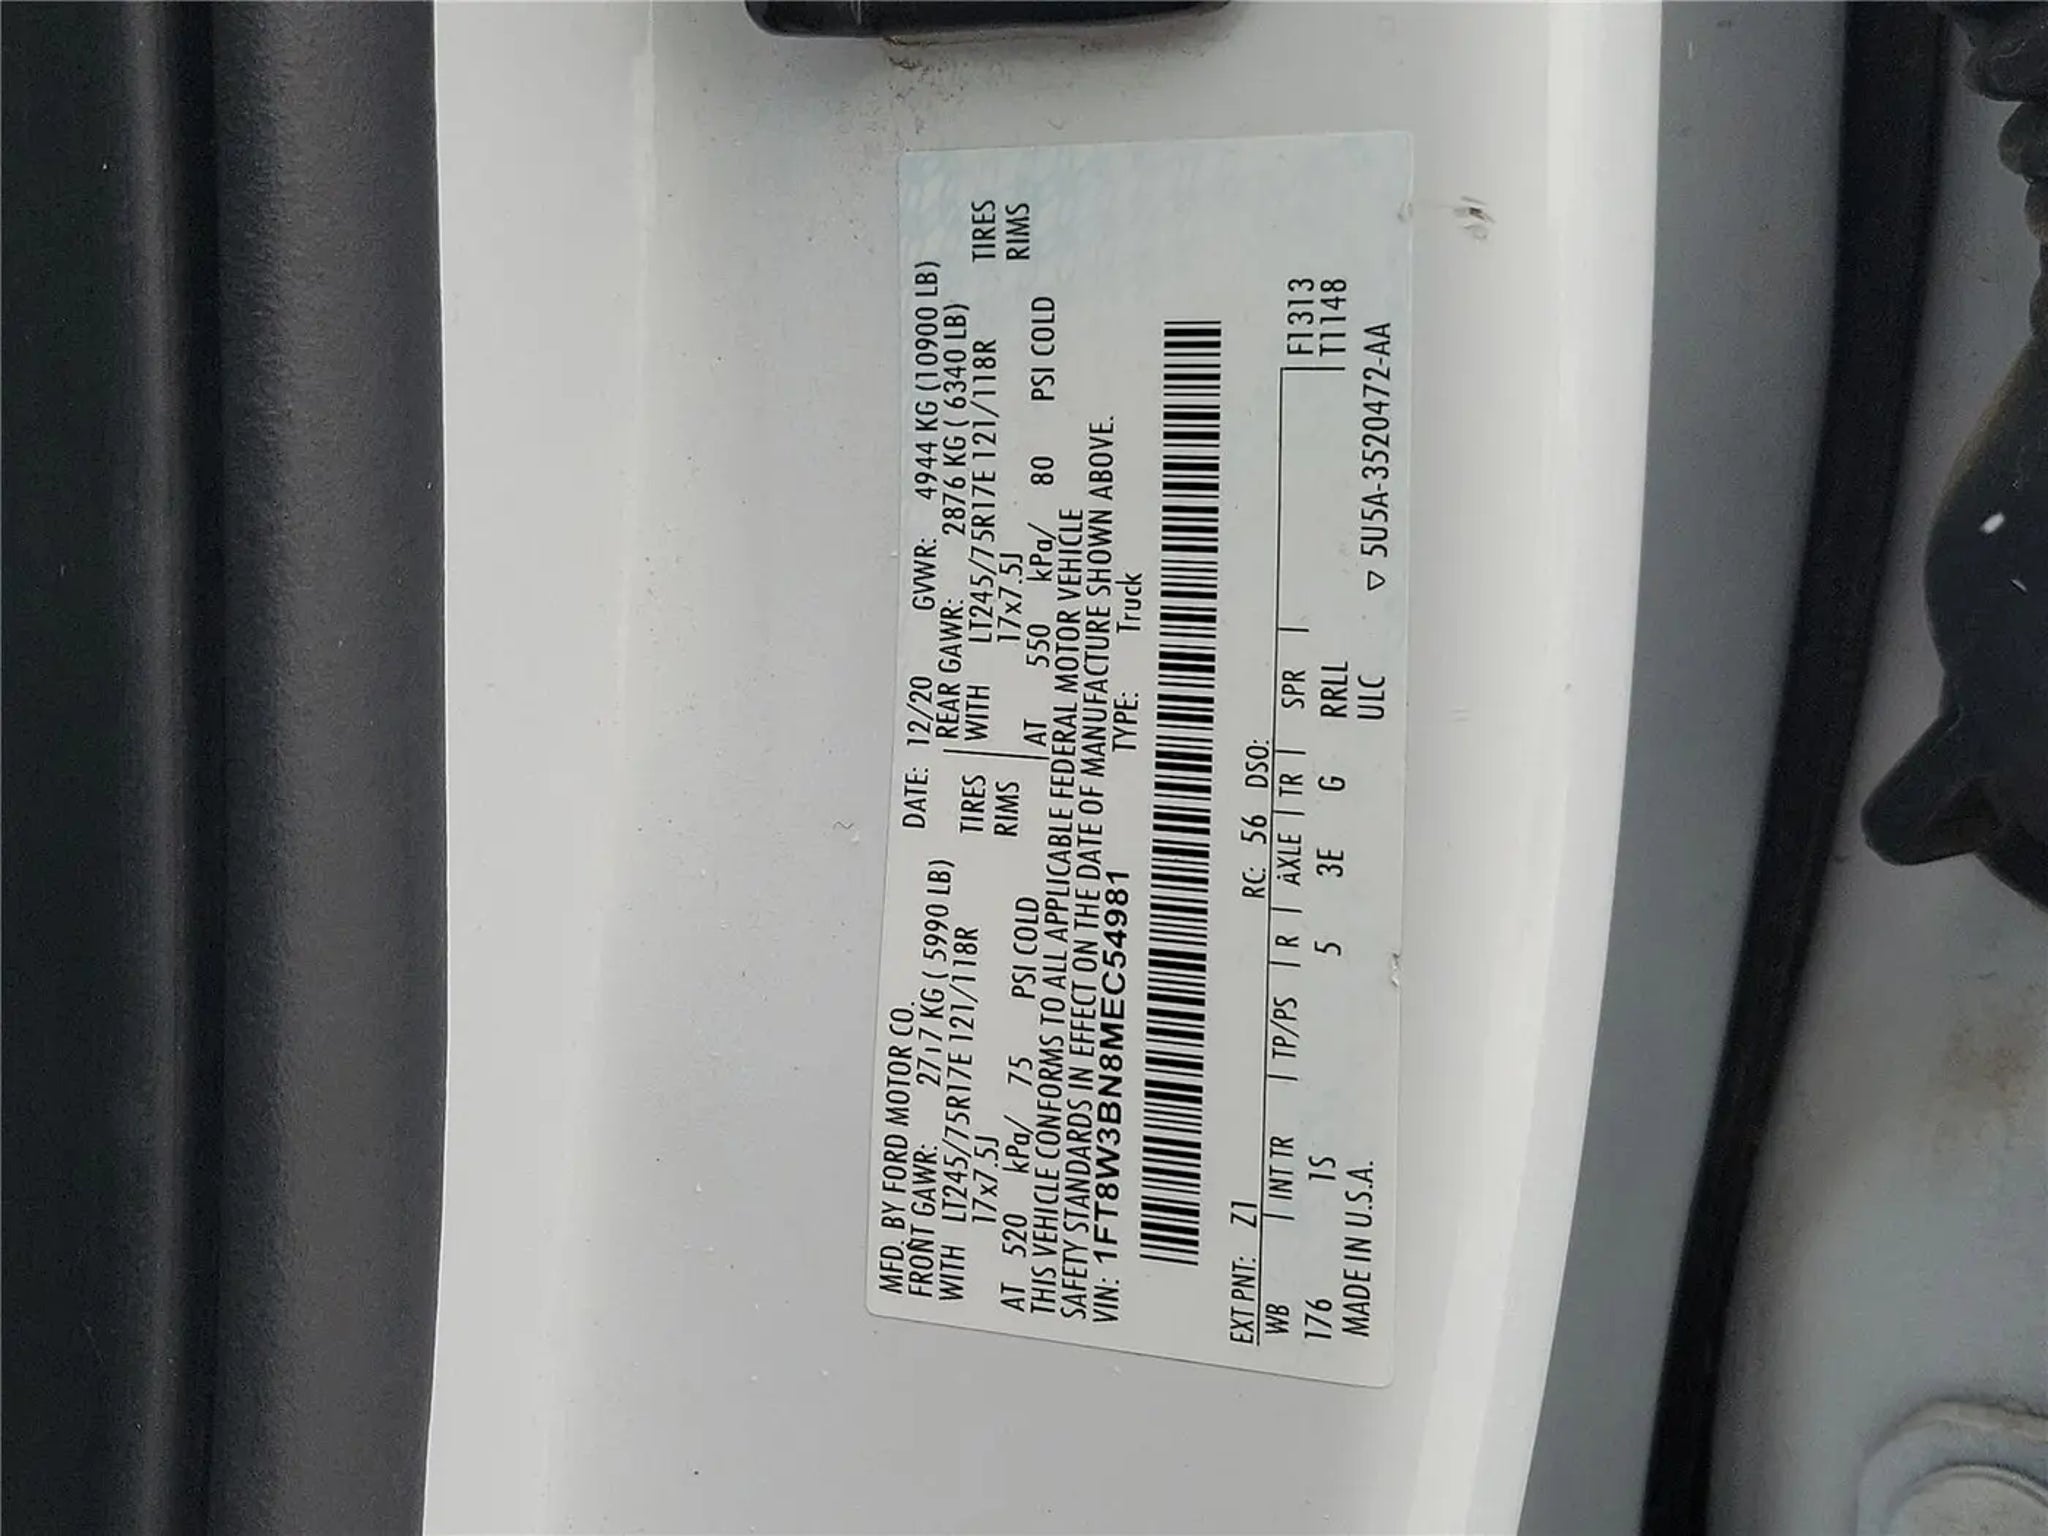 MFD. BY FORD MOTOR CO. DATE: 12/20 GVWR: 4944 KG (10900 LB)
FRONT GAWR: 2717 KG ( 5990 LB) REAR GAWR: 2876 KG ( 6340 LB)
WITH LT245/75R17E 121/118R TIRES WITH LT245/75R17E 121/118R TIRES
17x7.5J RIMS 17x7.5J RIMS
AT 520 kPa/ 75 PSI COLD AT 550 kPa/ 80 PSI COLD
THIS VEHICLE CONFORMS TO ALL APPLICABLE FEDERAL MOTOR VEHICLE
SAFETY STANDARDS IN EFFECT ON THE DATE OF MANUFACTURE SHOWN ABOVE.
VIN: 1FT8W3BN8MEC54981 TYPE: Truck
EXT PNT: Z1 RC: 56 DSO:
WB INT TR TP/PS R AXLE TR SPR F1313
176 1S 5 3E G RRLL T1148
MADE IN U.S.A. ULC ▽ 5U5A-3520472-AA